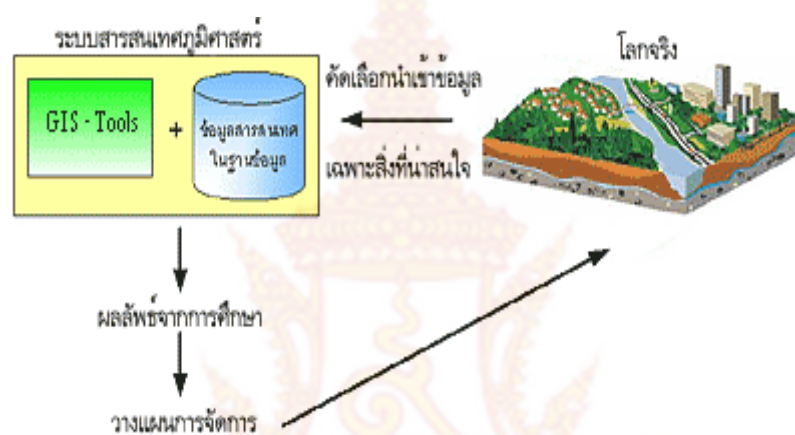 ระบบสารสนเทศภูมิศาสตร์
โลกจริง
คัดเลือกนำเข้าข้อมูล
GIS - Tools
+
ข้อมูลสารสนเทศ
ในฐานข้อมูล
เฉพาะสิ่งที่น่าสนใจ
ผลลัพธ์จากการศึกษา
วางแผนการจัดการ